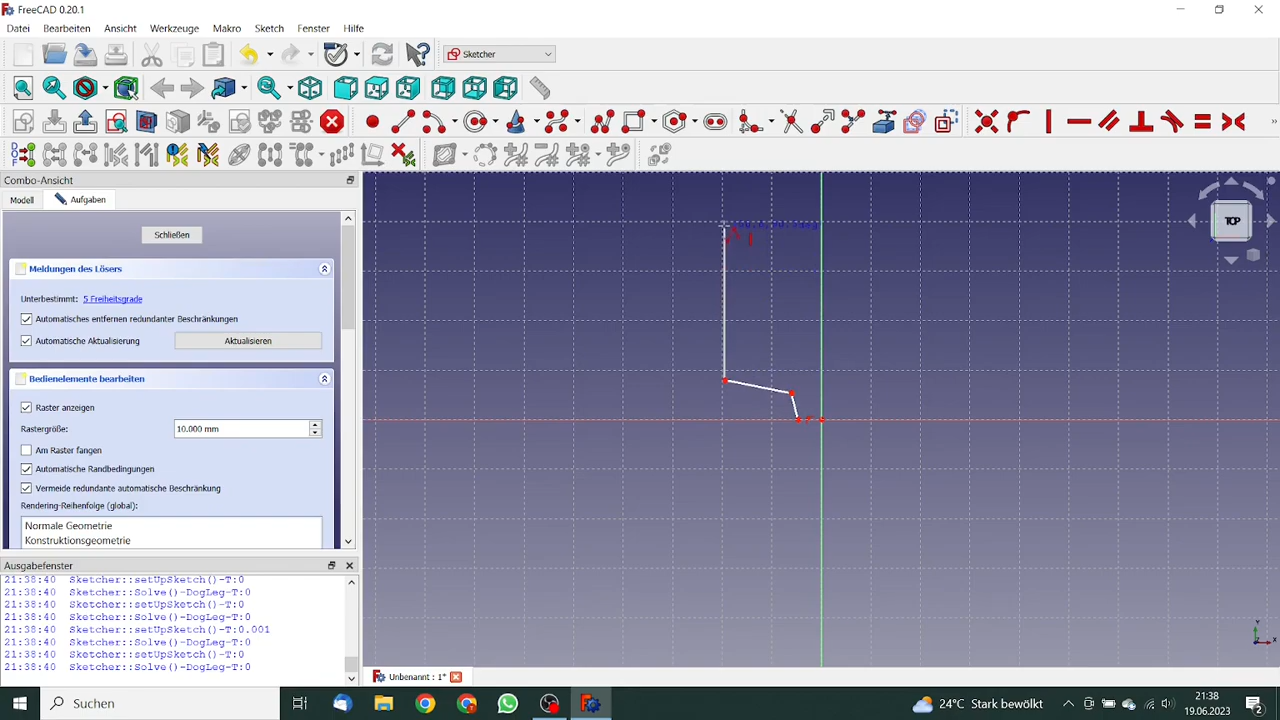 FreeCAD 0.20.1
Datei Bearbeiten Ansicht Werkzeuge Makro Sketch Fenster Hilfe
Sketcher
Combo-Ansicht
Modell Aufgaben
Schließen
Meldungen des Lösers
Unterbestimmt: 5 Freiheitsgrade
Automatisches entfernen redundanter Beschränkungen
Automatische Aktualisierung Aktualisieren
Bedienelemente bearbeiten
Raster anzeigen
Rastergröße: 10.000 mm
Am Raster fangen
Automatische Randbedingungen
Vermeide redundante automatische Beschränkung
Rendering-Reihenfolge (global):
Normale Geometrie
Konstruktionsgeometrie
Ausgabefenster
21:38:40 Sketcher::setUpSketch()-T:0
21:38:40 Sketcher::Solve()-DogLeg-T:0
21:38:40 Sketcher::setUpSketch()-T:0
21:38:40 Sketcher::Solve()-DogLeg-T:0
21:38:40 Sketcher::setUpSketch()-T:0.001
21:38:40 Sketcher::Solve()-DogLeg-T:0
21:38:40 Sketcher::Solve()-DogLeg-T:0
TOP
Y
X
Unbenannt : 1*
Suchen
24°C Stark bewölkt
21:38
19.06.2023
2